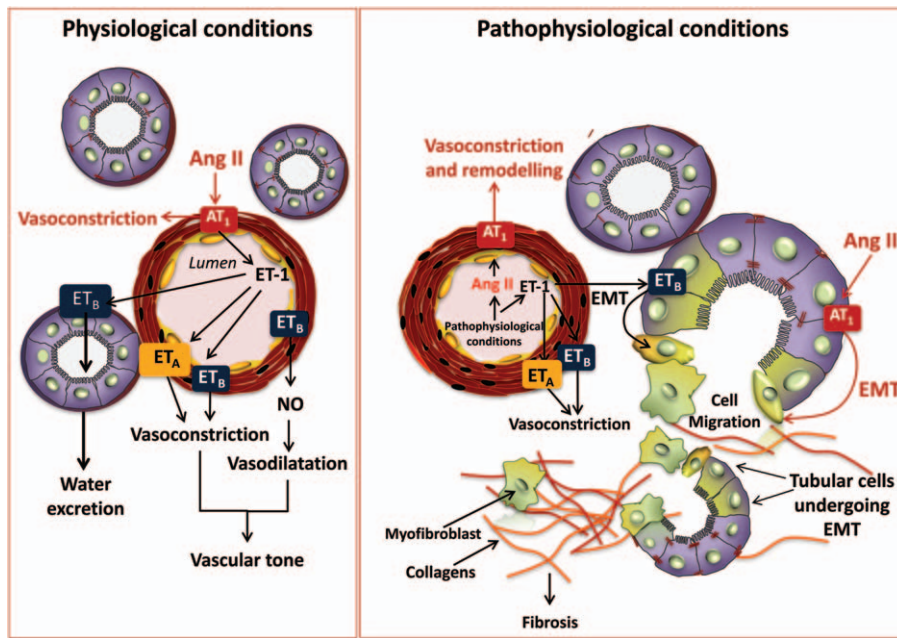 Physiological conditions
Ang II
Vasoconstriction
AT1
Lumen
ET-1
ETB
ETB
ETA
ETB
NO
Vasoconstriction
Vasodilatation
Water
excretion
Vascular tone
Pathophysiological conditions
Vasoconstriction
and remodelling
AT1
Ang II
ET-1
Pathophysiological
conditions
EMT
ETB
Ang II
AT1
ETB
ETA
Vasoconstriction
Cell
Migration
EMT
Tubular cells
undergoing
EMT
Myofibroblast
Collagens
Fibrosis